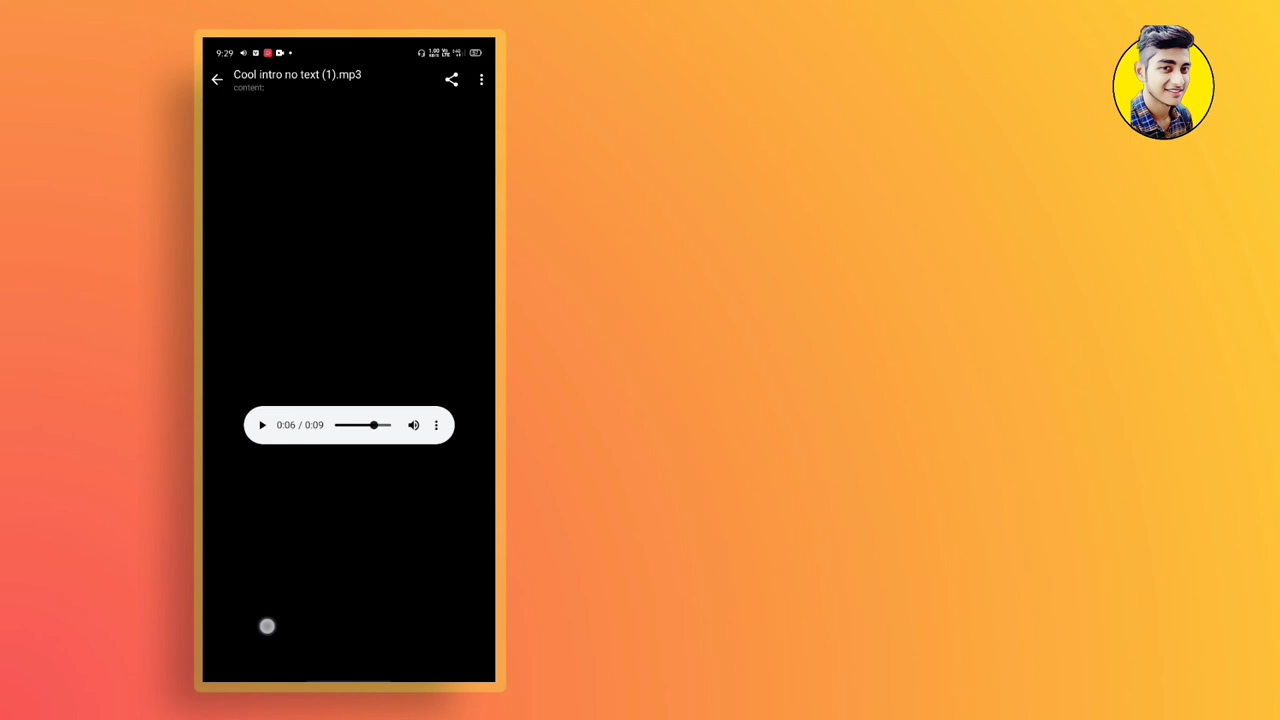 9:29
Cool intro no text (1).mp3
content:
0:06 / 0:09